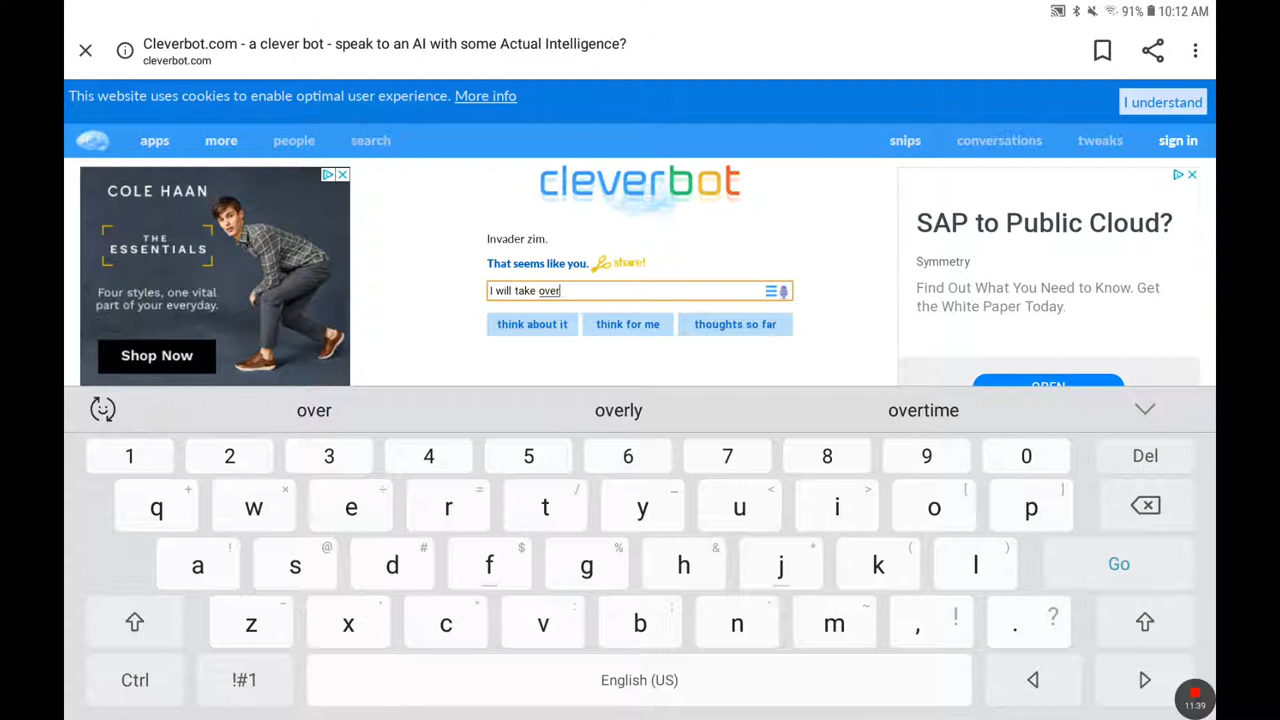 91% 10:12 AM
Cleverbot.com - a clever bot - speak to an AI with some Actual Intelligence?
cleverbot.com
This website uses cookies to enable optimal user experience. More info
I understand
apps more people search snips conversations tweaks sign in
COLE HAAN
THE
ESSENTIALS
Four styles, one vital
part of your everyday.
Shop Now
cleverbot
Invader zim.
That seems like you. share!
I will take over
think about it think for me thoughts so far
SAP to Public Cloud?
Symmetry
Find Out What You Need to Know. Get
the White Paper Today.
OPEN
over overly overtime
1 2 3 4 5 6 7 8 9 0 Del
+ × ÷ = / _ < > [ ]
q w e r t y u i o p
! @ # $ % & * ( )
a s d f g h j k l Go
- ' " : ; , ~ ! ?
z x c v b n m , .
Ctrl !#1 English (US)
11:39